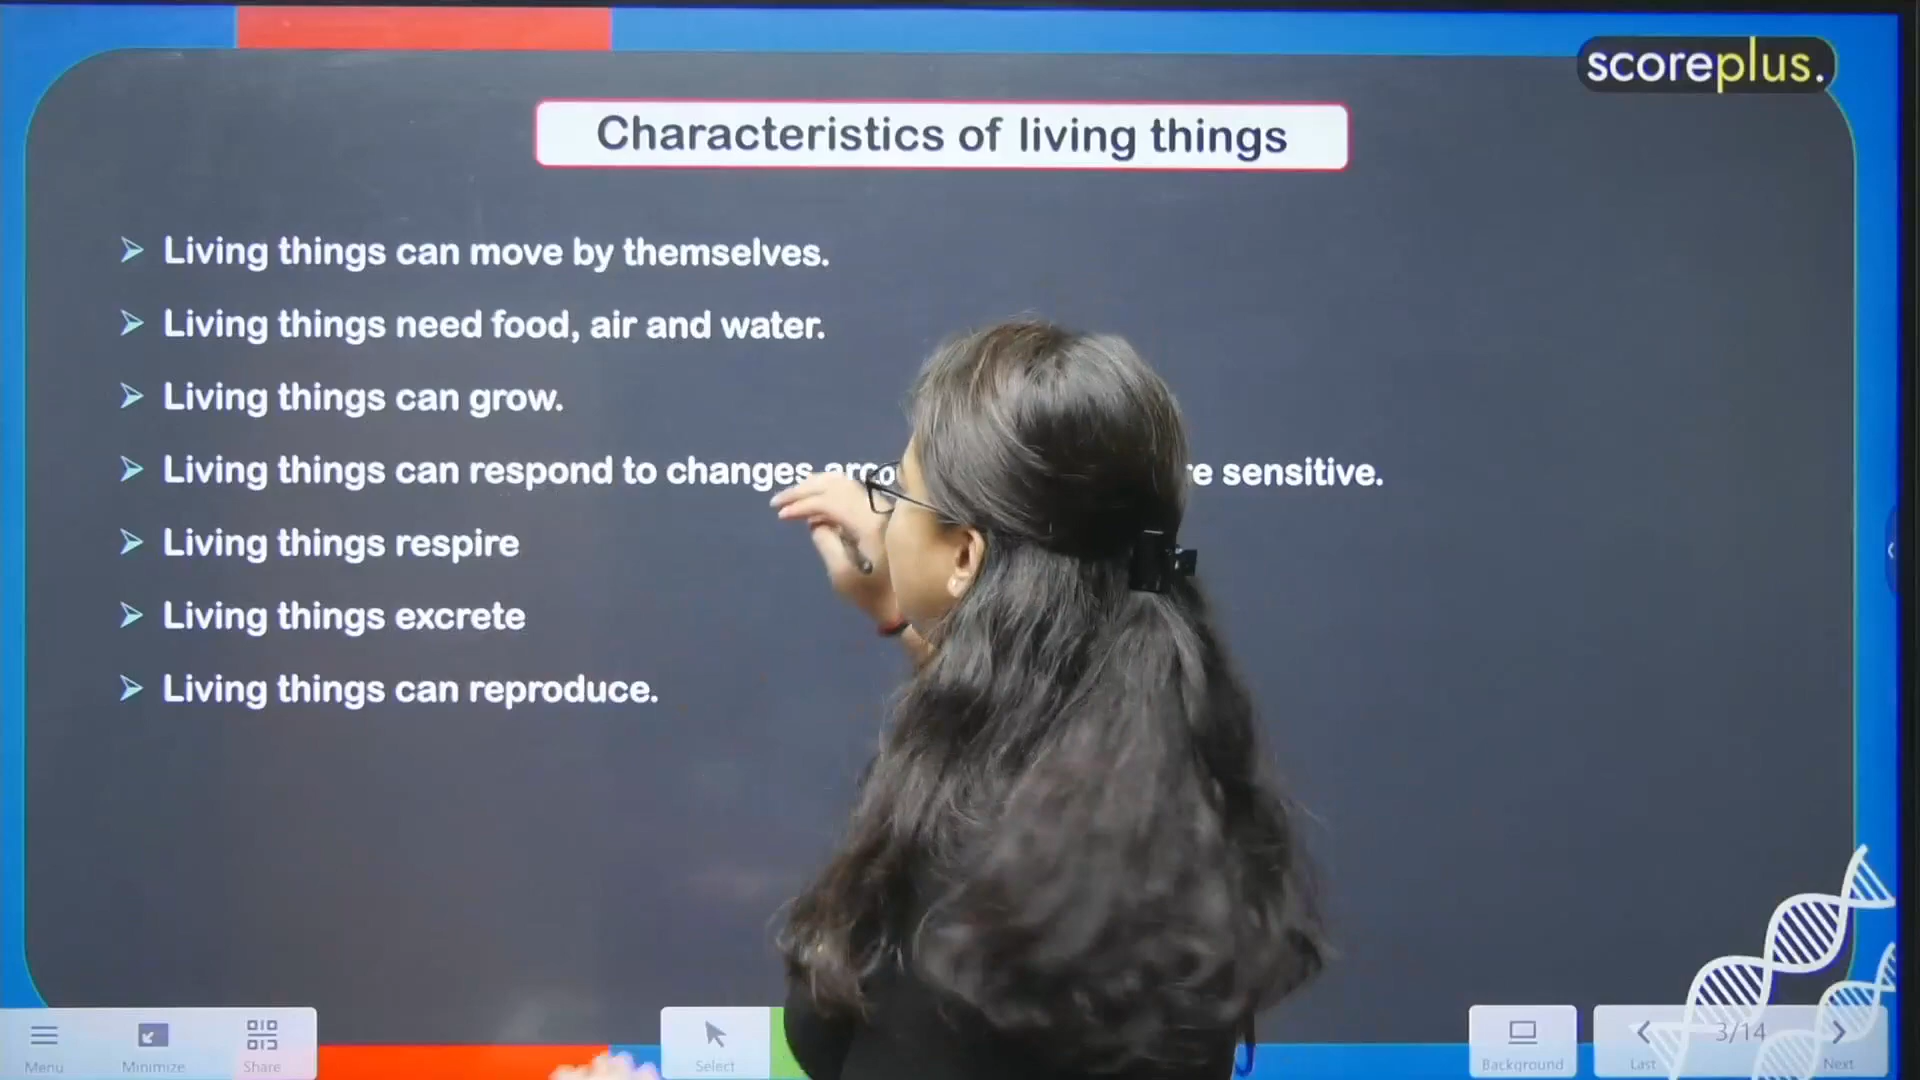 scoreplus.
Characteristics of living things
➢ Living things can move by themselves.
➢ Living things need food, air and water.
➢ Living things can grow.
➢ Living things can respond to changes sensitive.
➢ Living things respire
➢ Living things excrete
➢ Living things can reproduce.
Menu Minimize Share Select Background Last 3/14 Next